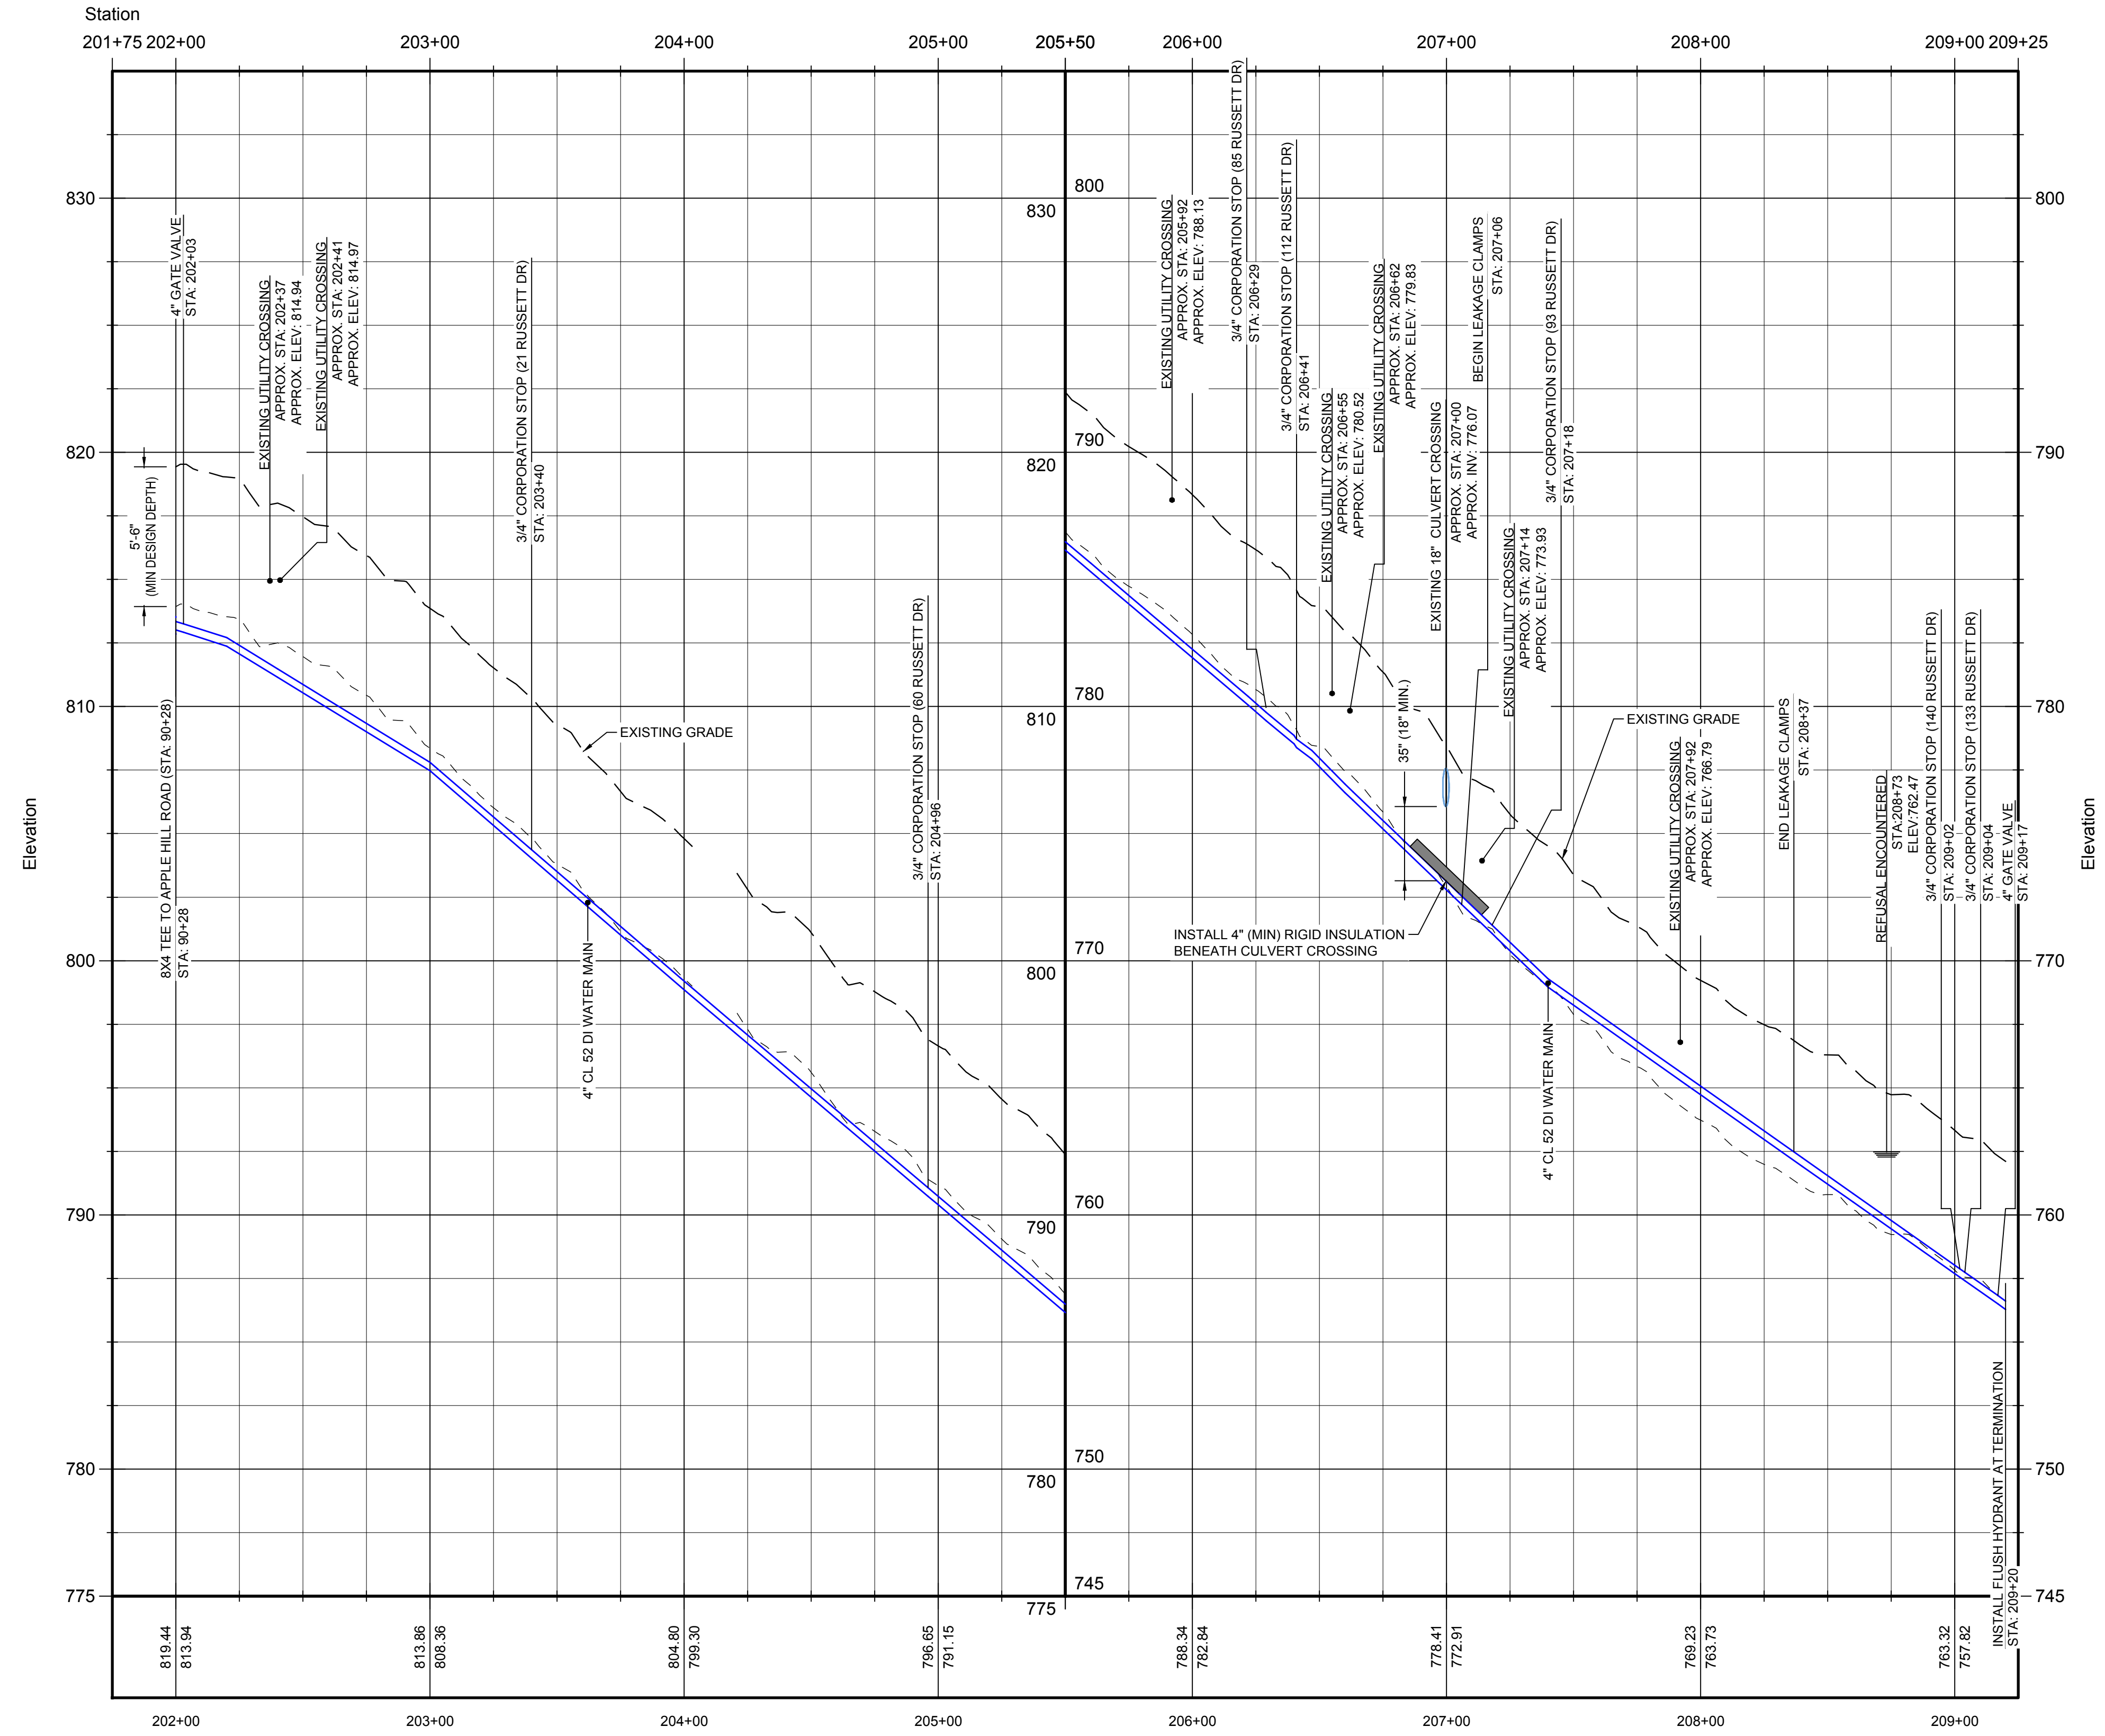 Station
201+75 202+00 203+00 204+00 205+00 205+50 206+00 207+00 208+00 209+00 209+25
Elevation
830
820
810
800
790
780
775
830
820
810
800
790
780
775
800
790
780
770
760
750
745
800
790
780
770
760
750
745
Elevation
4" GATE VALVE
STA: 202+03
5'-6"
(MIN DESIGN DEPTH)
8X4 TEE TO APPLE HILL ROAD (STA: 90+28)
STA: 90+28
EXISTING UTILITY CROSSING
APPROX. STA: 202+37
APPROX. ELEV: 814.94
EXISTING UTILITY CROSSING
APPROX. STA: 202+41
APPROX. ELEV: 814.97
3/4" CORPORATION STOP (21 RUSSETT DR)
STA: 203+40
EXISTING GRADE
4" CL 52 DI WATER MAIN
3/4" CORPORATION STOP (60 RUSSETT DR)
STA: 204+96
EXISTING UTILITY CROSSING
APPROX. STA: 205+92
APPROX. ELEV: 788.13
3/4" CORPORATION STOP (85 RUSSETT DR)
STA: 206+29
3/4" CORPORATION STOP (112 RUSSETT DR)
STA: 206+41
EXISTING UTILITY CROSSING
APPROX. STA: 206+55
APPROX. ELEV: 780.52
EXISTING UTILITY CROSSING
APPROX. STA: 206+62
APPROX. ELEV: 779.83
35" (18" MIN.)
EXISTING 18" CULVERT CROSSING
APPROX. STA: 207+00
APPROX. INV: 776.07
BEGIN LEAKAGE CLAMPS
STA: 207+06
EXISTING UTILITY CROSSING
APPROX. STA: 207+14
APPROX. ELEV: 773.93
3/4" CORPORATION STOP (93 RUSSETT DR)
STA: 207+18
INSTALL 4" (MIN) RIGID INSULATION
BENEATH CULVERT CROSSING
4" CL 52 DI WATER MAIN
EXISTING GRADE
EXISTING UTILITY CROSSING
APPROX. STA: 207+92
APPROX. ELEV: 766.79
END LEAKAGE CLAMPS
STA: 208+37
REFUSAL ENCOUNTERED
STA:208+73
ELEV:762.47
3/4" CORPORATION STOP (140 RUSSETT DR)
STA: 209+02
3/4" CORPORATION STOP (133 RUSSETT DR)
STA: 209+04
4" GATE VALVE
STA: 209+17
INSTALL FLUSH HYDRANT AT TERMINATION
STA: 209+20
819.44
813.94
813.86
808.36
804.80
799.30
796.65
791.15
788.34
782.84
778.41
772.91
769.23
763.73
763.32
757.82
202+00 203+00 204+00 205+00 206+00 207+00 208+00 209+00